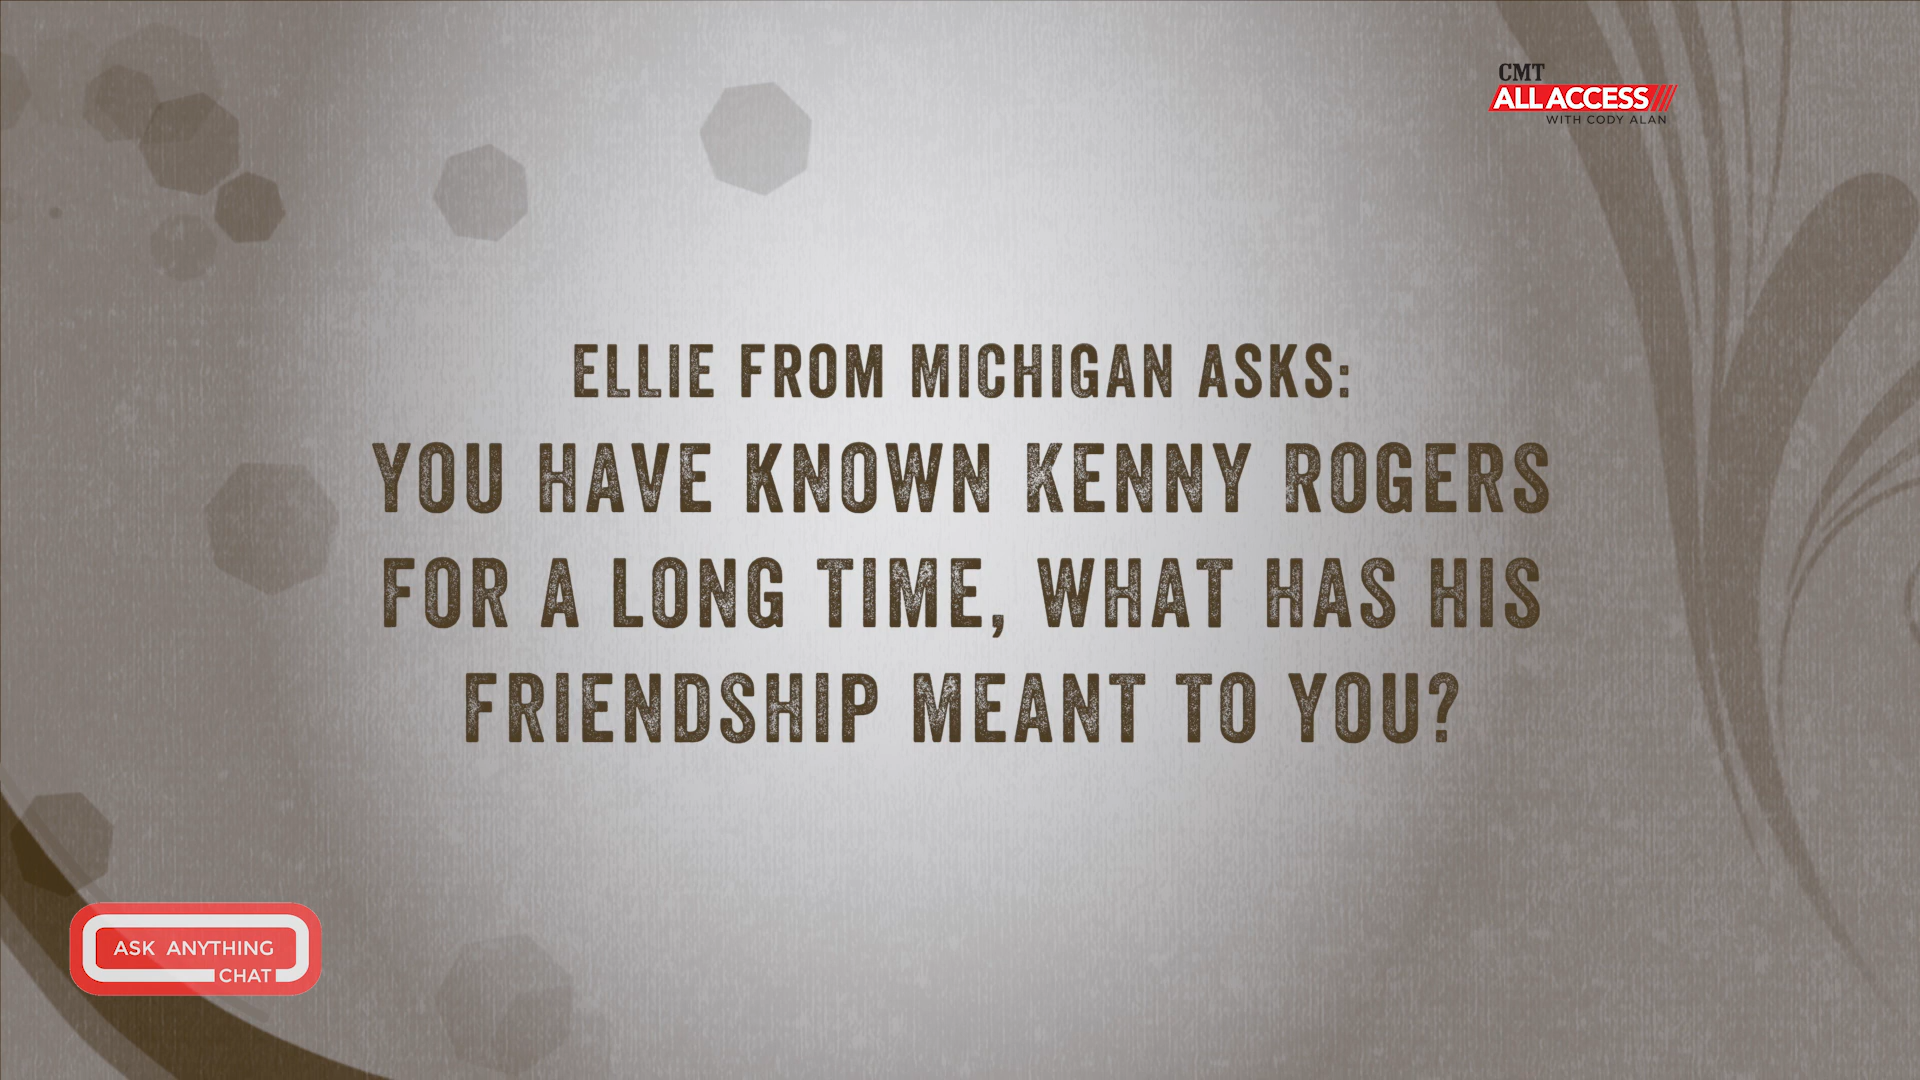 CMT
ALL ACCESS
WITH CODY ALAN
ELLIE FROM MICHIGAN ASKS:
YOU HAVE KNOWN KENNY ROGERS
FOR A LONG TIME, WHAT HAS HIS
FRIENDSHIP MEANT TO YOU?
ASK ANYTHING
CHAT